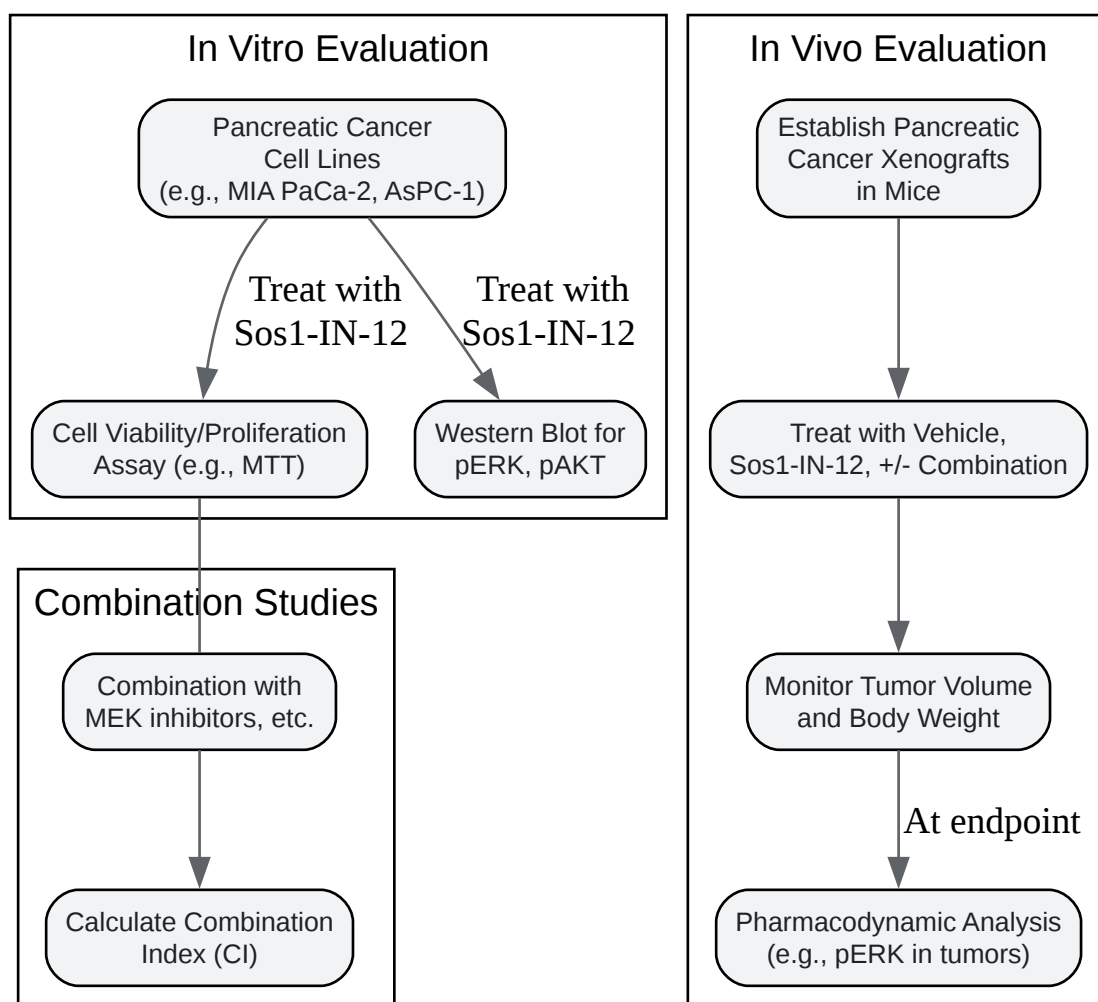 In Vitro Evaluation
Pancreatic Cancer
Cell Lines
(e.g., MIA PaCa-2, AsPC-1)
Treat with
Sos1-IN-12
Treat with
Sos1-IN-12
Cell Viability/Proliferation
Assay (e.g., MTT)
Western Blot for
pERK, pAKT
Combination Studies
Combination with
MEK inhibitors, etc.
Calculate Combination
Index (CI)
In Vivo Evaluation
Establish Pancreatic
Cancer Xenografts
in Mice
Treat with Vehicle,
Sos1-IN-12, +/- Combination
Monitor Tumor Volume
and Body Weight
At endpoint
Pharmacodynamic Analysis
(e.g., pERK in tumors)